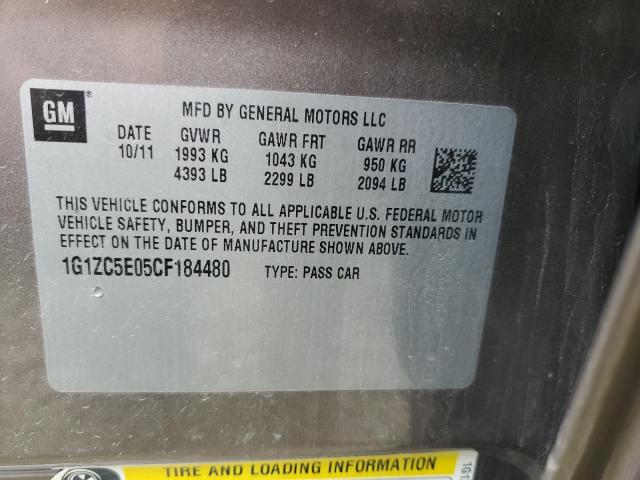 GM ®
MFD BY GENERAL MOTORS LLC
DATE GVWR GAWR FRT GAWR RR
10/11 1993 KG 1043 KG 950 KG
4393 LB 2299 LB 2094 LB
THIS VEHICLE CONFORMS TO ALL APPLICABLE U.S. FEDERAL MOTOR
VEHICLE SAFETY, BUMPER, AND THEFT PREVENTION STANDARDS IN
EFFECT ON THE DATE OF MANUFACTURE SHOWN ABOVE.
1G1ZC5E05CF184480 TYPE: PASS CAR
TIRE AND LOADING INFORMATION
1G1